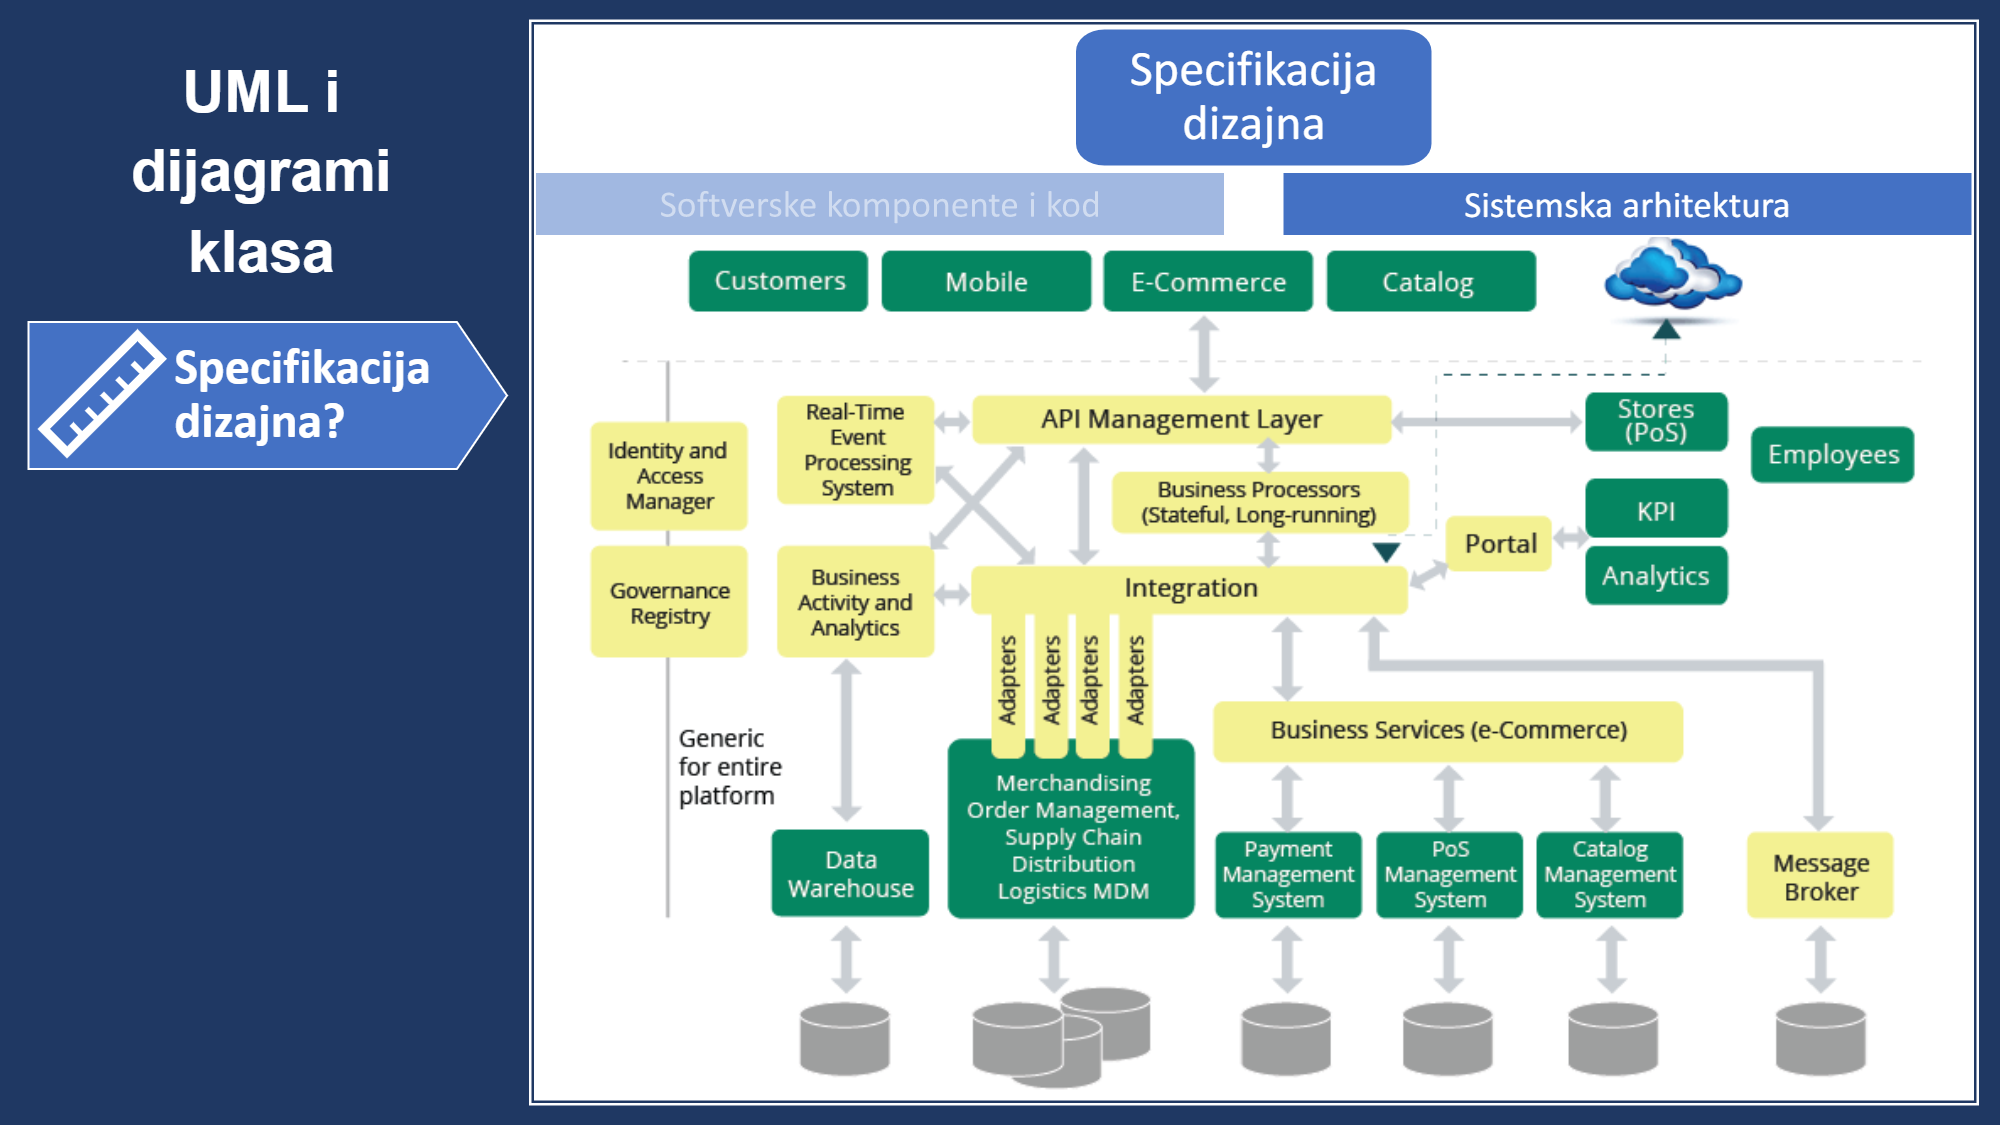 UML i
dijagrami
klasa
Specifikacija
dizajna?
Specifikacija
dizajna
Softverske komponente i kod
Sistemska arhitektura
Customers
Mobile
E-Commerce
Catalog
Identity and
Access
Manager
Governance
Registry
Real-Time
Event
Processing
System
Business
Activity and
Analytics
API Management Layer
Business Processors
(Stateful, Long-running)
Integration
Portal
Stores
(PoS)
Employees
KPI
Analytics
Adapters
Adapters
Adapters
Adapters
Generic
for entire
platform
Business Services (e-Commerce)
Data
Warehouse
Merchandising
Order Management,
Supply Chain
Distribution
Logistics MDM
Payment
Management
System
PoS
Management
System
Catalog
Management
System
Message
Broker